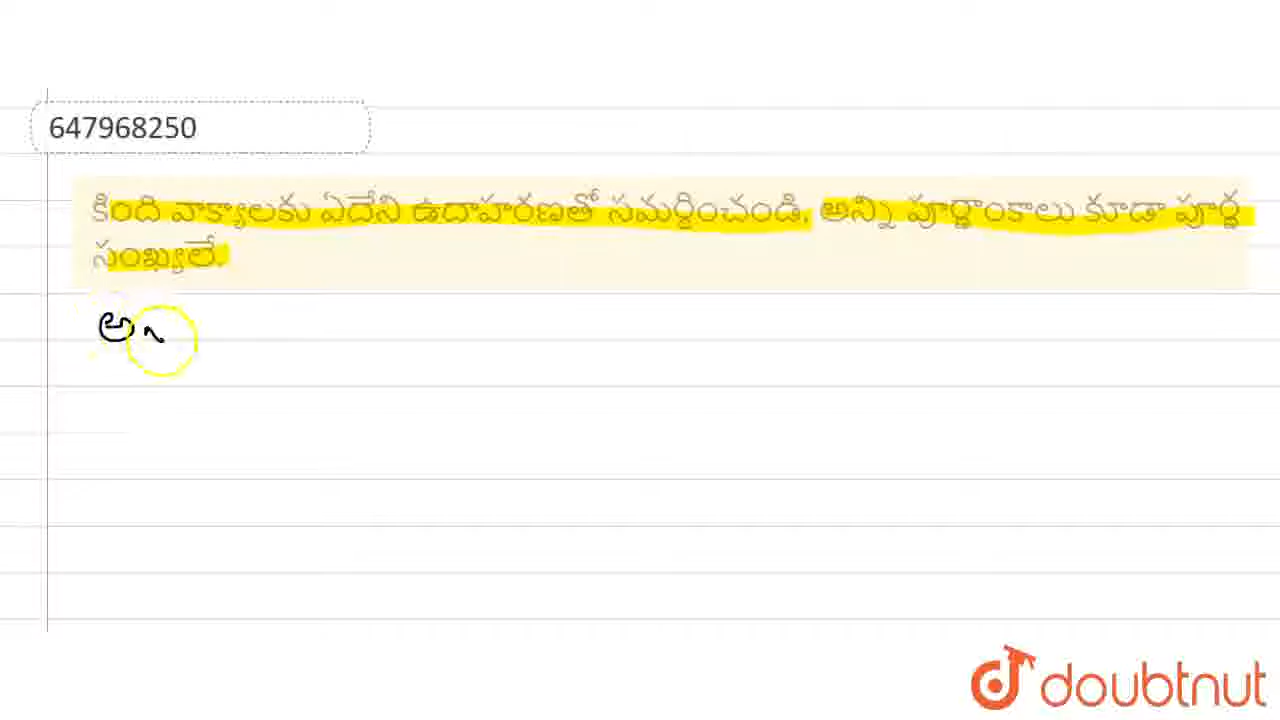 647968250
కింది వాక్యాలకు ఏదేని ఉదాహరణతో సమర్థించండి. అన్ని పూర్ణాంకాలు కూడా పూర్ణ
సంఖ్యలే.
అ
doubtnut